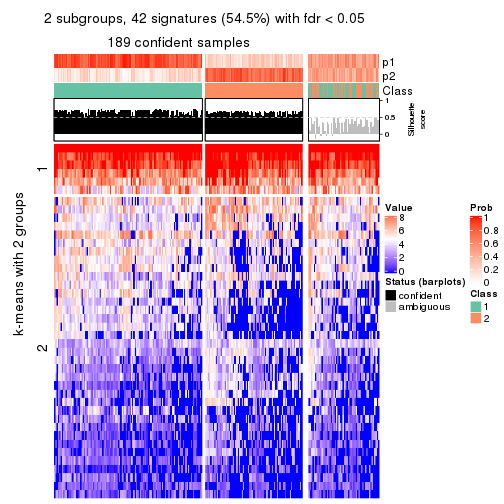 2 subgroups, 42 signatures (54.5%) with fdr < 0.05
189 confident samples
p1
p2
Class
1
0.5
0
Silhouette
score
k-means with 2 groups
1
2
Value
8
6
4
2
0
Prob
1
0.8
0.6
0.4
0.2
0
Status (barplots)
confident
ambiguous
Class
1
2